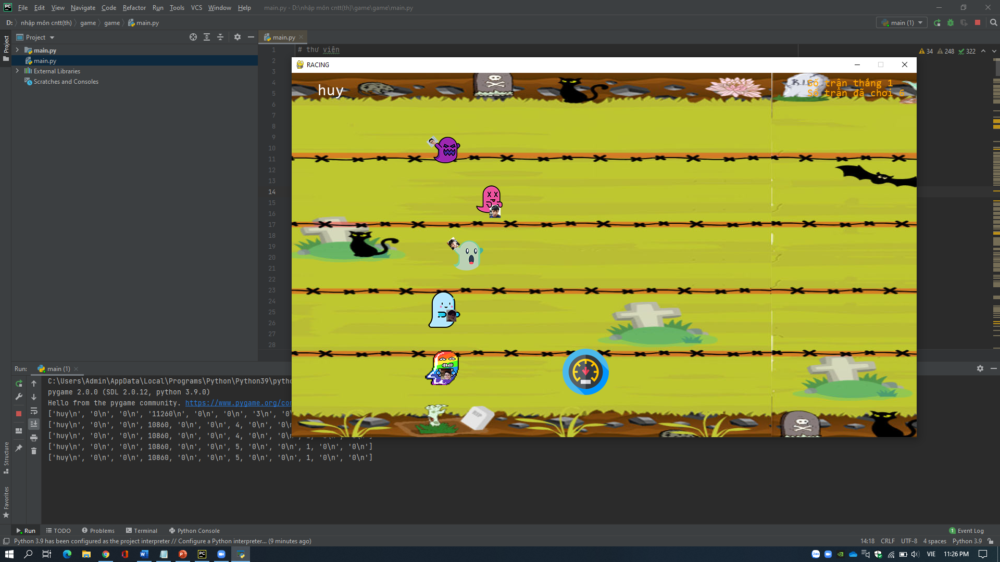 File Edit View Navigate Code Refactor Run Tools VCS Window Help main.py - D:\nhập môn cntt(th)\game\game\main.py
D: nhập môn cntt(th) game game main.py main (1)
Project
Project main.py
main.py
main.py
External Libraries
Scratches and Consoles
1 # thư viện
34 248 322
2
3
4
5
6
7
8
9
10
11
12
13
14
15
16
17
18
19
20
21
22
23
24
25
26
27
28
RACING
huy
Số trận thắng 1
Số trận đã chơi 6
Run: main (1)
C:\Users\Admin\AppData\Local\Programs\Python\Python39\pytho
pygame 2.0.0 (SDL 2.0.12, python 3.9.0)
Hello from the pygame community. https://www.pygame.org/con
['huy\n', '0\n', '0\n', '11260\n', '0\n', '0\n', '3\n', '0\
['huy\n', '0\n', '0\n', 10860, '0\n', '0\n', 4, '0\n', '0\n
['huy\n', '0\n', '0\n', 10860, '0\n', '0\n', 4, '0\n', '0\n', 1, '0\n', '0\n']
['huy\n', '0\n', '0\n', 10860, '0\n', '0\n', 5, '0\n', '0\n', 1, '0\n', '0\n']
['huy\n', '0\n', '0\n', 10860, '0\n', '0\n', 5, '0\n', '0\n', 1, '0\n', '0\n']
Structure
Favorites
Run TODO Problems Terminal Python Console 1 Event Log
Python 3.9 has been configured as the project interpreter // Configure a Python interpreter... (9 minutes ago) 14:18 CRLF UTF-8 4 spaces Python 3.9
VIE 11:26 PM